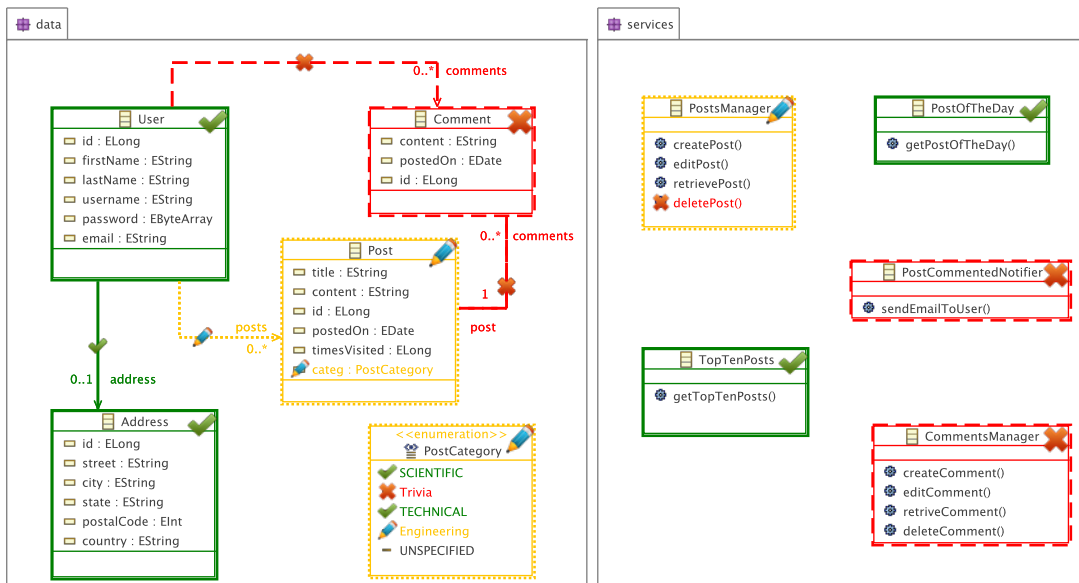 data
0..* comments
User
id : ELong
firstName : EString
lastName : EString
username : EString
password : EByteArray
email : EString
Comment
content : EString
postedOn : EDate
id : ELong
0..* comments
1
post
Post
title : EString
content : EString
id : ELong
postedOn : EDate
timesVisited : ELong
categ : PostCategory
posts
0..*
0..1 address
Address
id : ELong
street : EString
city : EString
state : EString
postalCode : EInt
country : EString
<<enumeration>>
PostCategory
SCIENTIFIC
Trivia
TECHNICAL
Engineering
UNSPECIFIED
services
PostsManager
createPost()
editPost()
retrievePost()
deletePost()
PostOfTheDay
getPostOfTheDay()
PostCommentedNotifier
sendEmailToUser()
TopTenPosts
getTopTenPosts()
CommentsManager
createComment()
editComment()
retriveComment()
deleteComment()